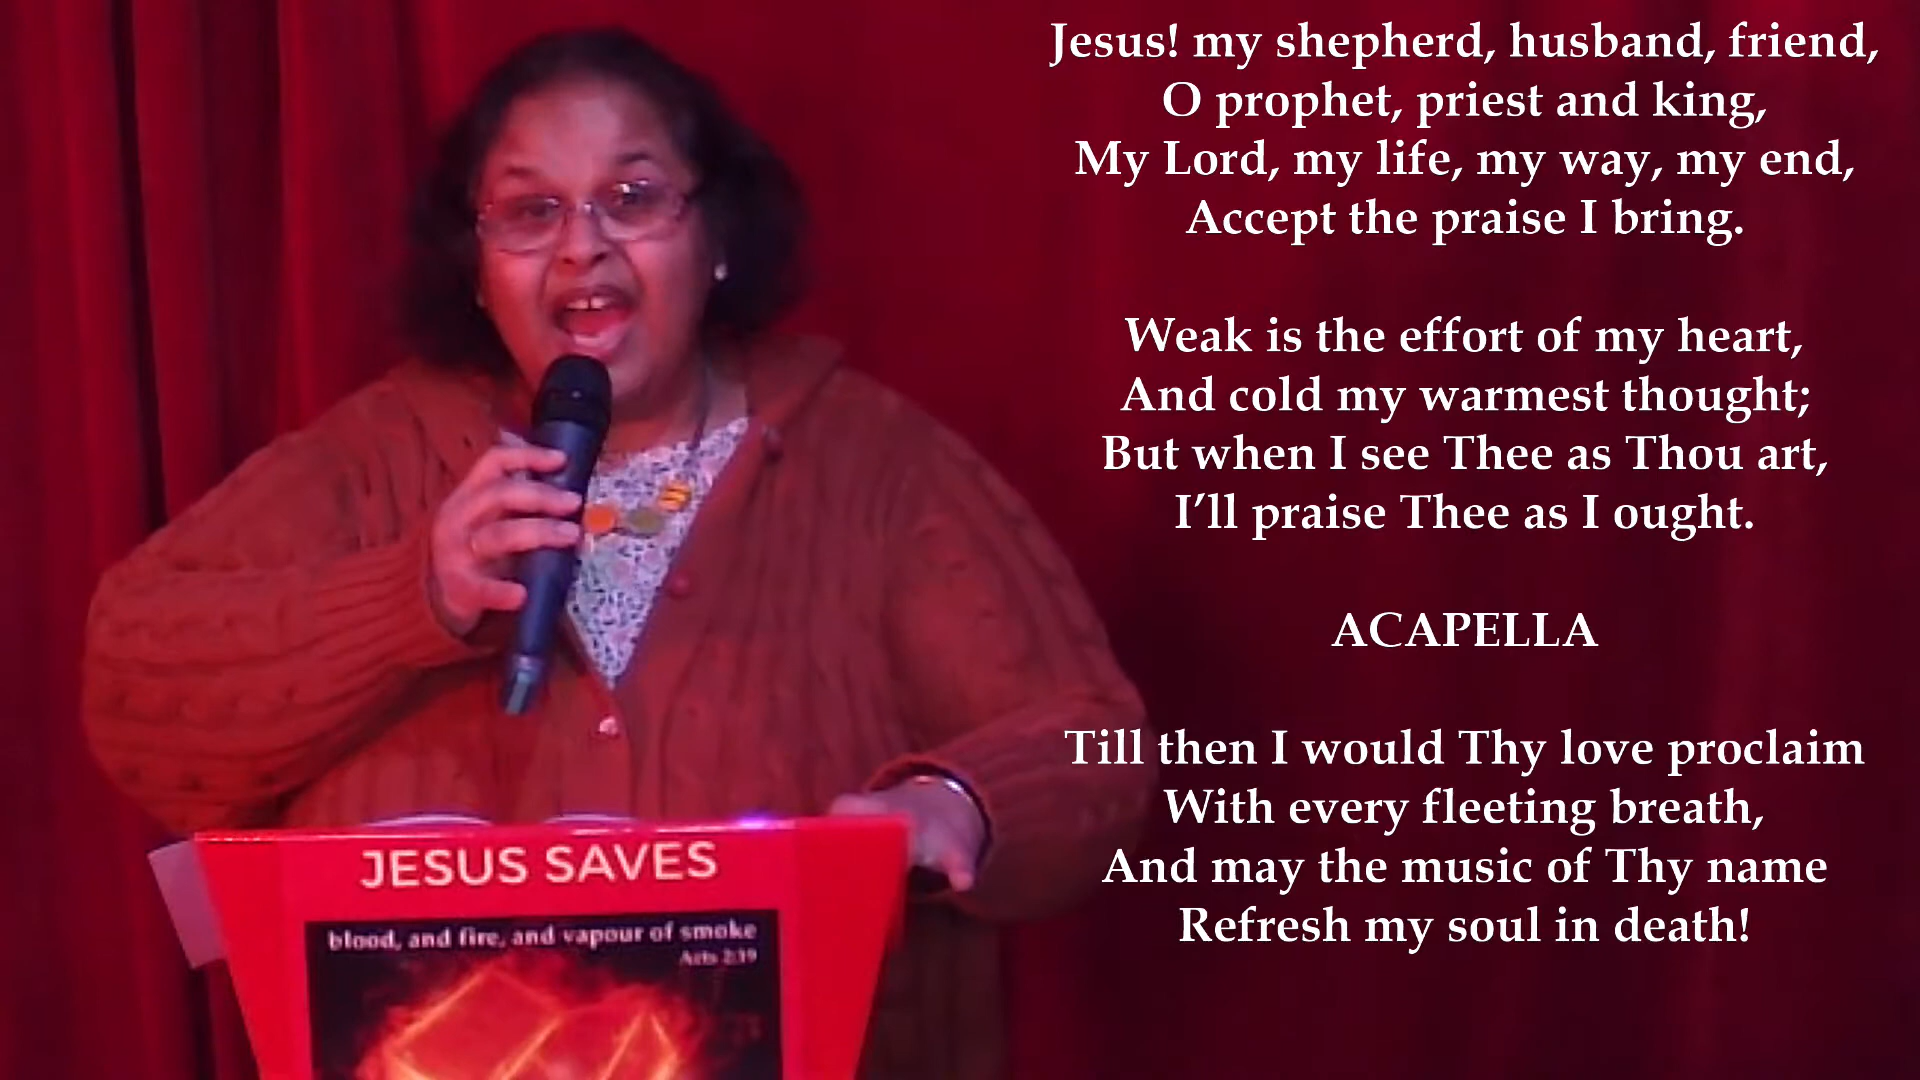 Jesus! my shepherd, husband, friend,
O prophet, priest and king,
My Lord, my life, my way, my end,
Accept the praise I bring.
Weak is the effort of my heart,
And cold my warmest thought;
But when I see Thee as Thou art,
I’ll praise Thee as I ought.
ACAPELLA
Till then I would Thy love proclaim
With every fleeting breath,
And may the music of Thy name
Refresh my soul in death!
JESUS SAVES
blood, and fire, and vapour of smoke
Acts 2:19